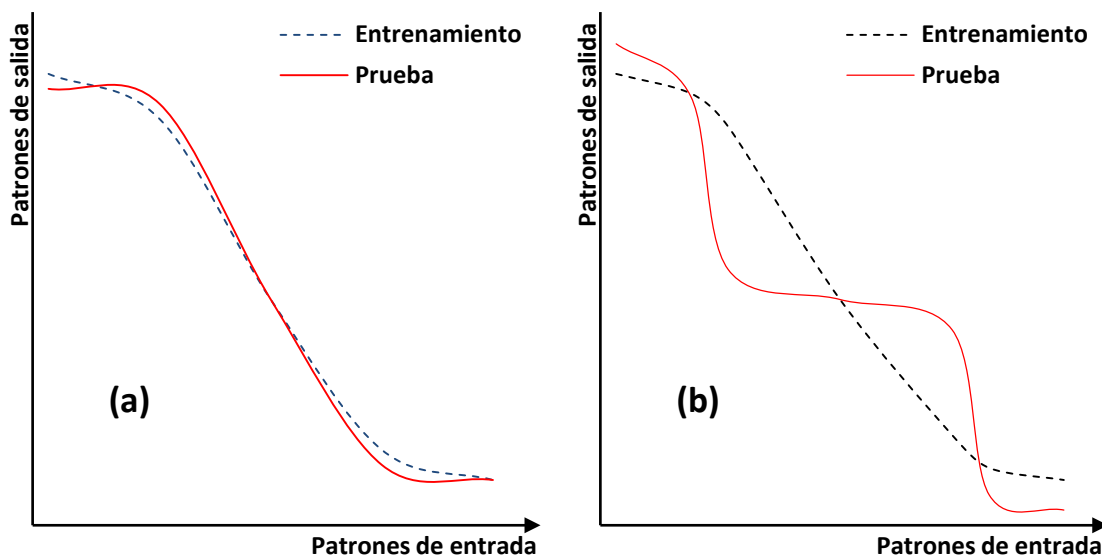 Patrones de salida
Entrenamiento
Prueba
(a)
Patrones de entrada
Patrones de salida
Entrenamiento
Prueba
(b)
Patrones de entrada